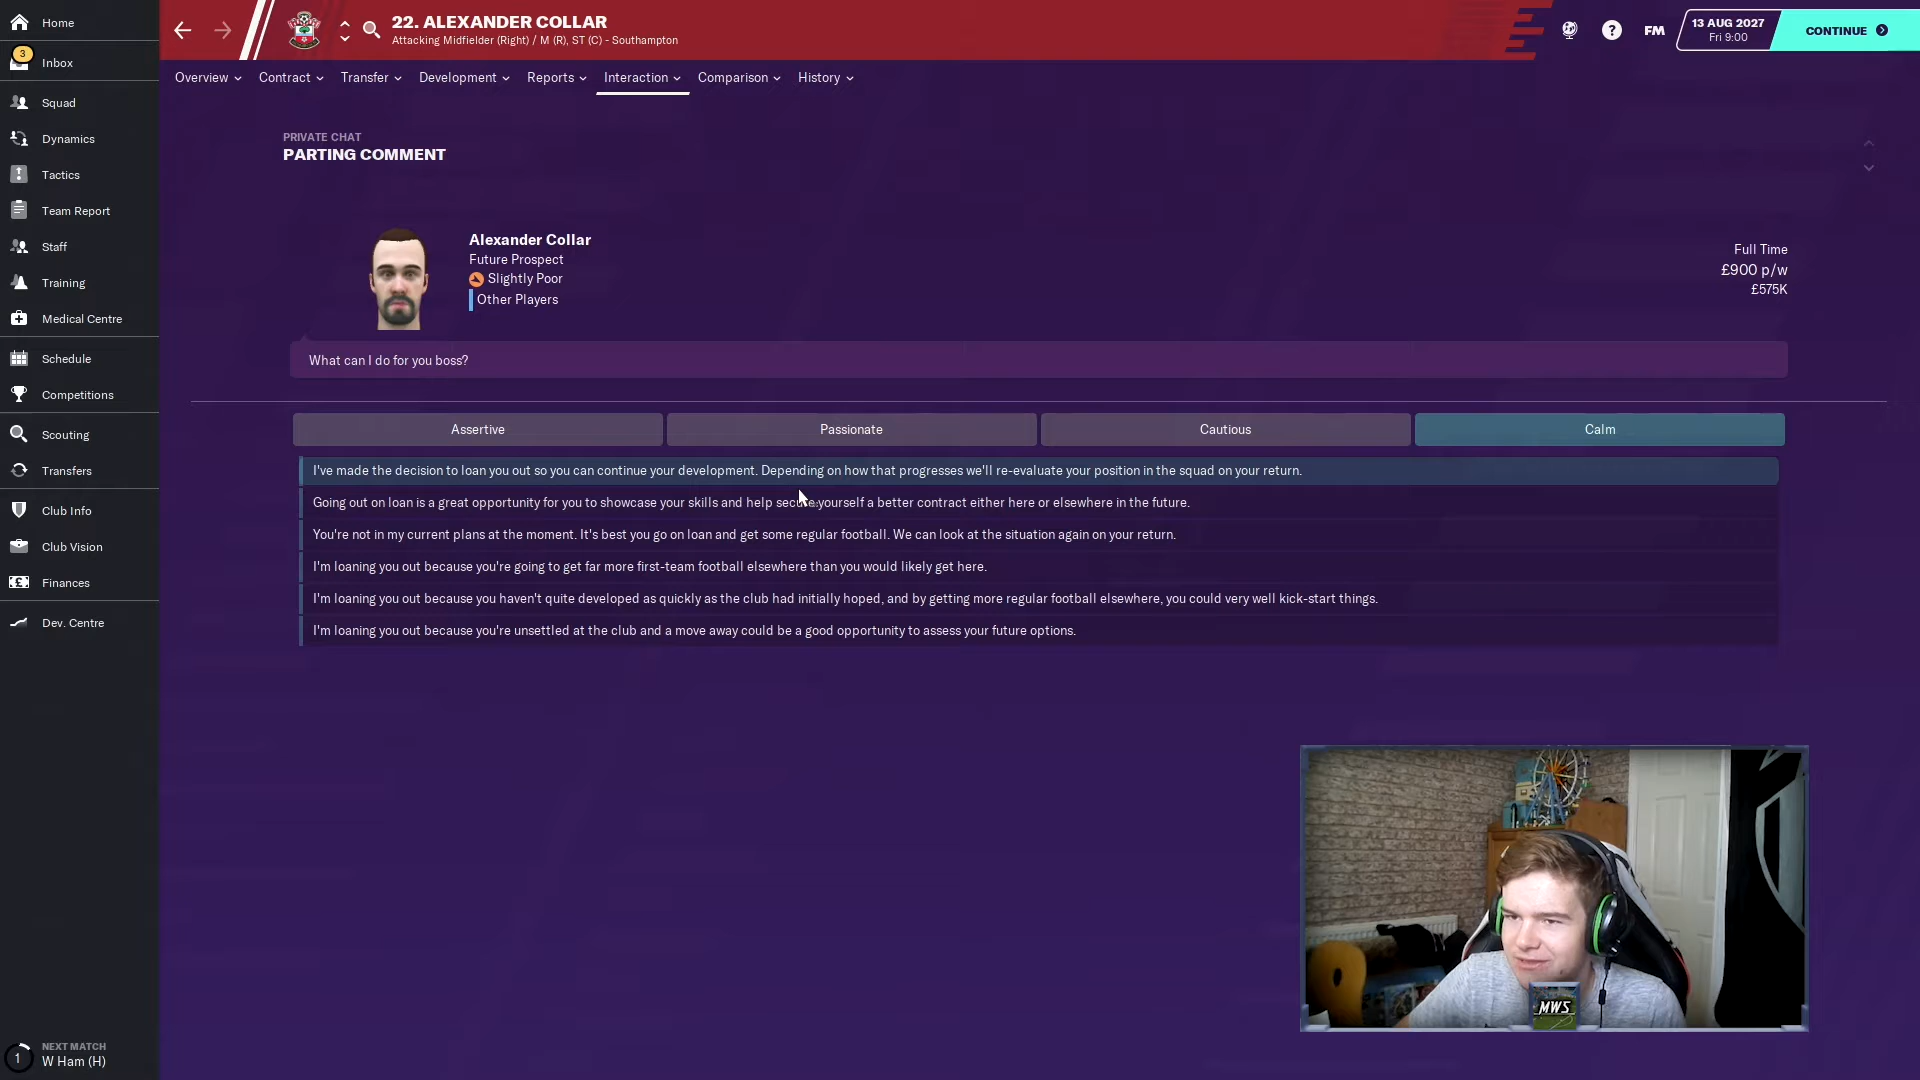 Home
3
Inbox
Squad
Dynamics
Tactics
Team Report
Staff
Training
Medical Centre
Schedule
Competitions
Scouting
Transfers
Club Info
Club Vision
Finances
Dev. Centre
1
NEXT MATCH
W Ham (H)
22. ALEXANDER COLLAR
Attacking Midfielder (Right) / M (R), ST (C) - Southampton
?
FM
13 AUG 2027
Fri 9:00
CONTINUE
Overview
Contract
Transfer
Development
Reports
Interaction
Comparison
History
PRIVATE CHAT
PARTING COMMENT
Alexander Collar
Future Prospect
Slightly Poor
Other Players
Full Time
£900 p/w
£575K
What can I do for you boss?
Assertive
Passionate
Cautious
Calm
I've made the decision to loan you out so you can continue your development. Depending on how that progresses we'll re-evaluate your position in the squad on your return.
Going out on loan is a great opportunity for you to showcase your skills and help secure yourself a better contract either here or elsewhere in the future.
You're not in my current plans at the moment. It's best you go on loan and get some regular football. We can look at the situation again on your return.
I'm loaning you out because you're going to get far more first-team football elsewhere than you would likely get here.
I'm loaning you out because you haven't quite developed as quickly as the club had initially hoped, and by getting more regular football elsewhere, you could very well kick-start things.
I'm loaning you out because you're unsettled at the club and a move away could be a good opportunity to assess your future options.
MWS